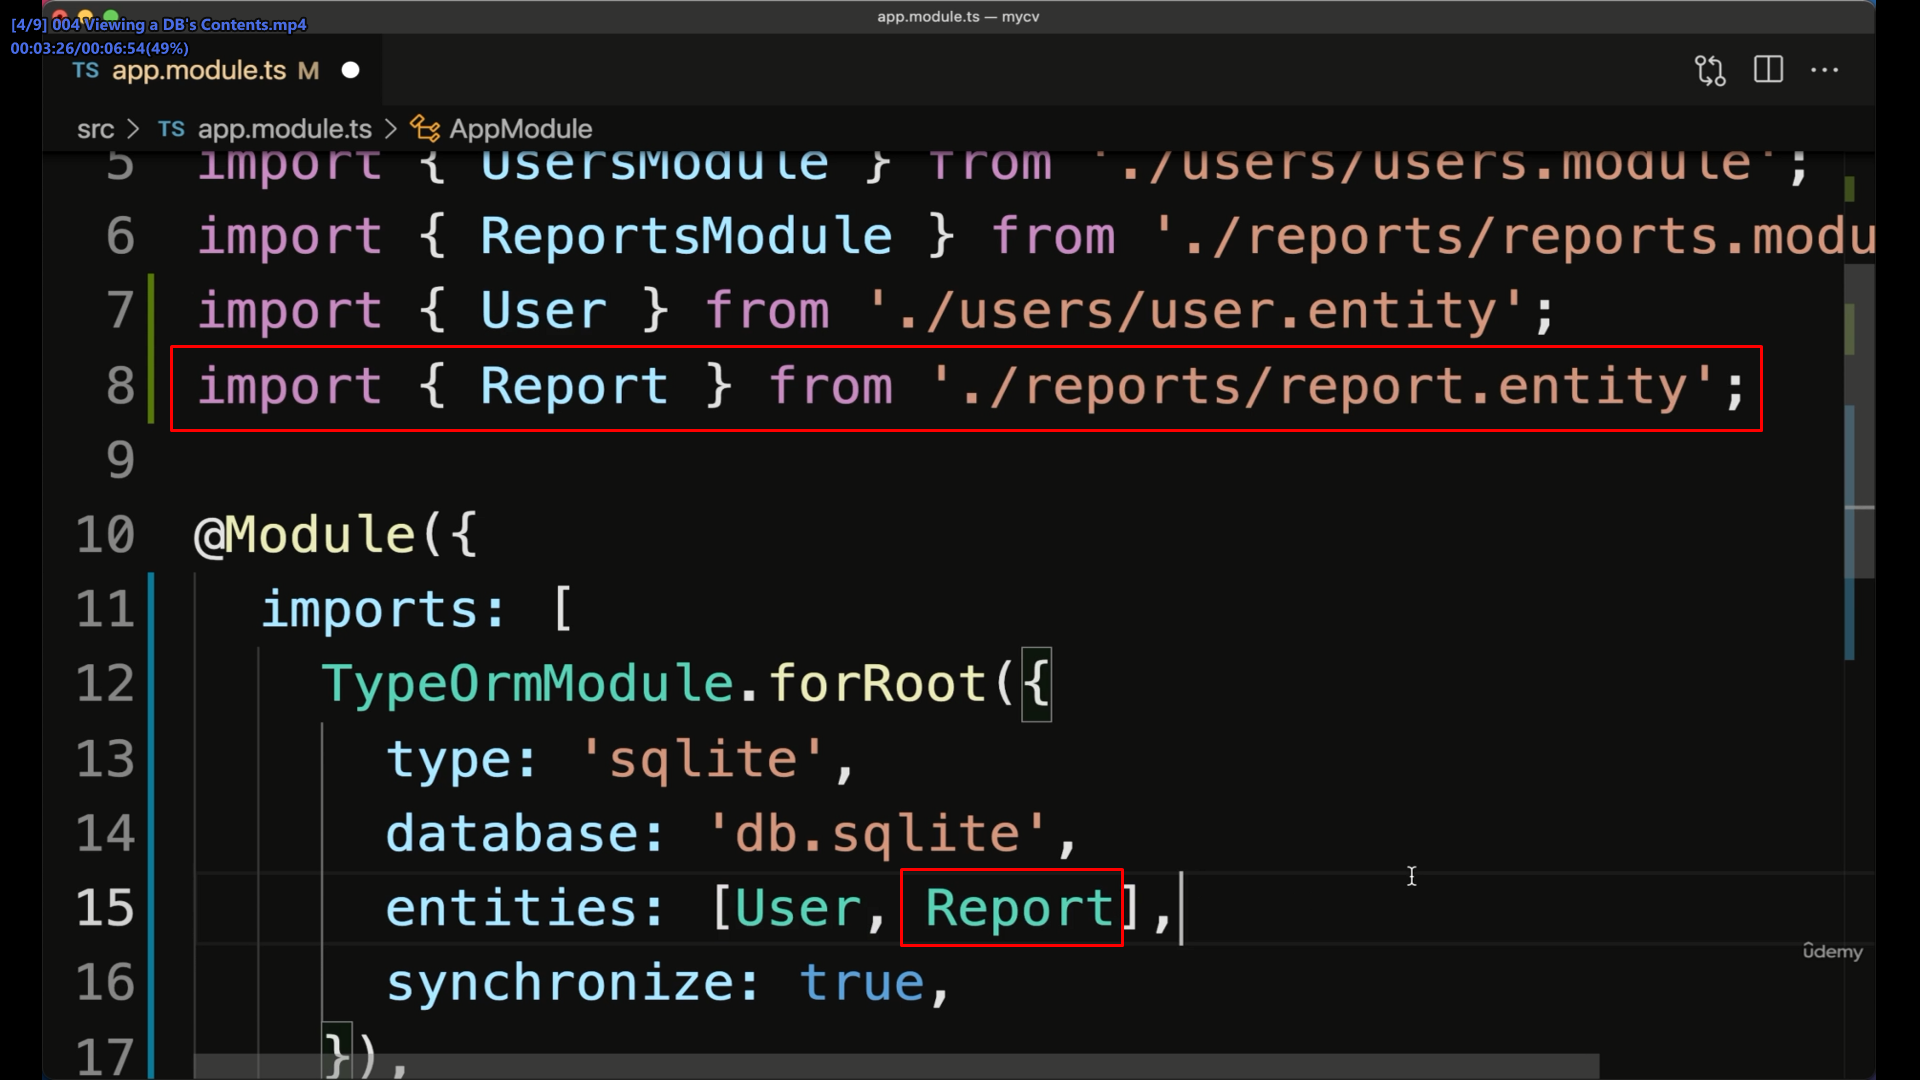 app.module.ts — mycv
[4/9] 004 Viewing a DB's Contents.mp4
00:03:26/00:06:54(49%)
TS app.module.ts M
src > TS app.module.ts > AppModule
5 import { UsersModule } from './users/users.module';
6 import { ReportsModule } from './reports/reports.modu
7 import { User } from './users/user.entity';
8 import { Report } from './reports/report.entity';
9
10 @Module({
11 imports: [
12 TypeOrmModule.forRoot({
13 type: 'sqlite',
14 database: 'db.sqlite',
15 entities: [User, Report],
16 synchronize: true,
17 }),
ûdemy